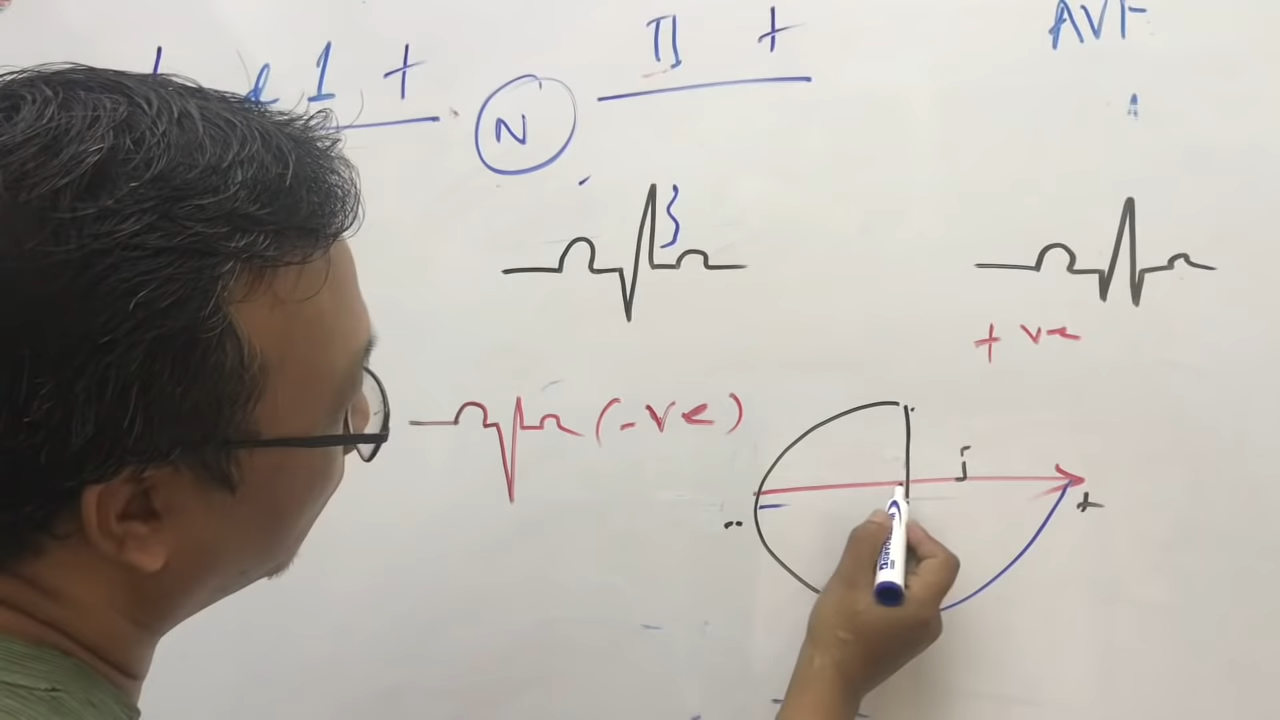 1 +
II +
AVF
N
+ ve
(-ve)
I
- +